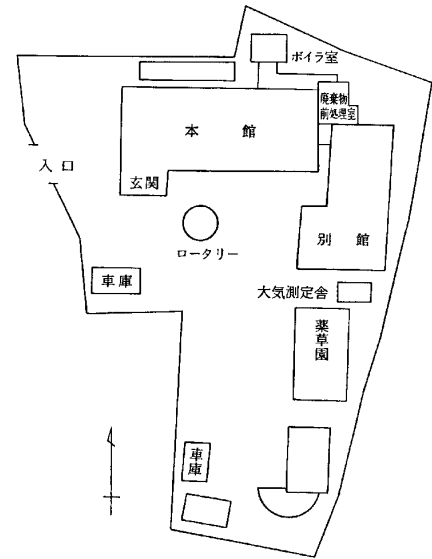 ボイラ室
廃棄物
前処理室
本館
入口
玄関
ロータリー
別館
車庫
大気測定舎
薬草園
車庫